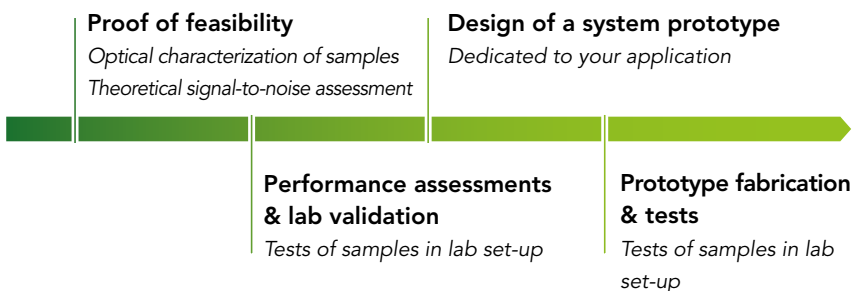 Proof of feasibility
Optical characterization of samples
Theoretical signal-to-noise assessment
Design of a system prototype
Dedicated to your application
Performance assessments
& lab validation
Tests of samples in lab set-up
Prototype fabrication
& tests
Tests of samples in lab
set-up